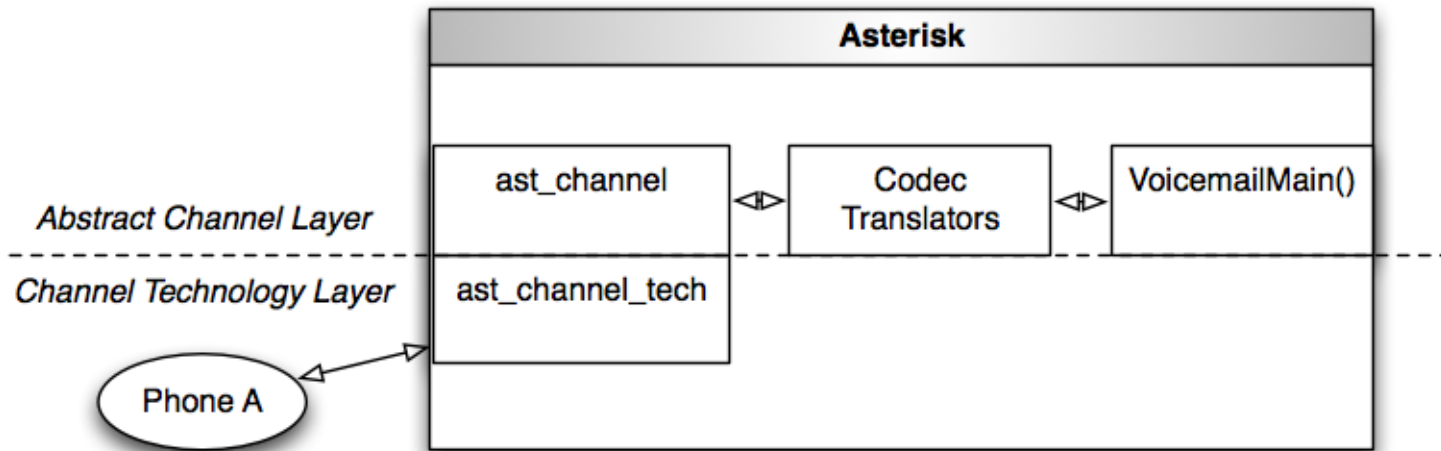 Asterisk
ast_channel
Codec
Translators
VoicemailMain()
Abstract Channel Layer
Channel Technology Layer
ast_channel_tech
Phone A